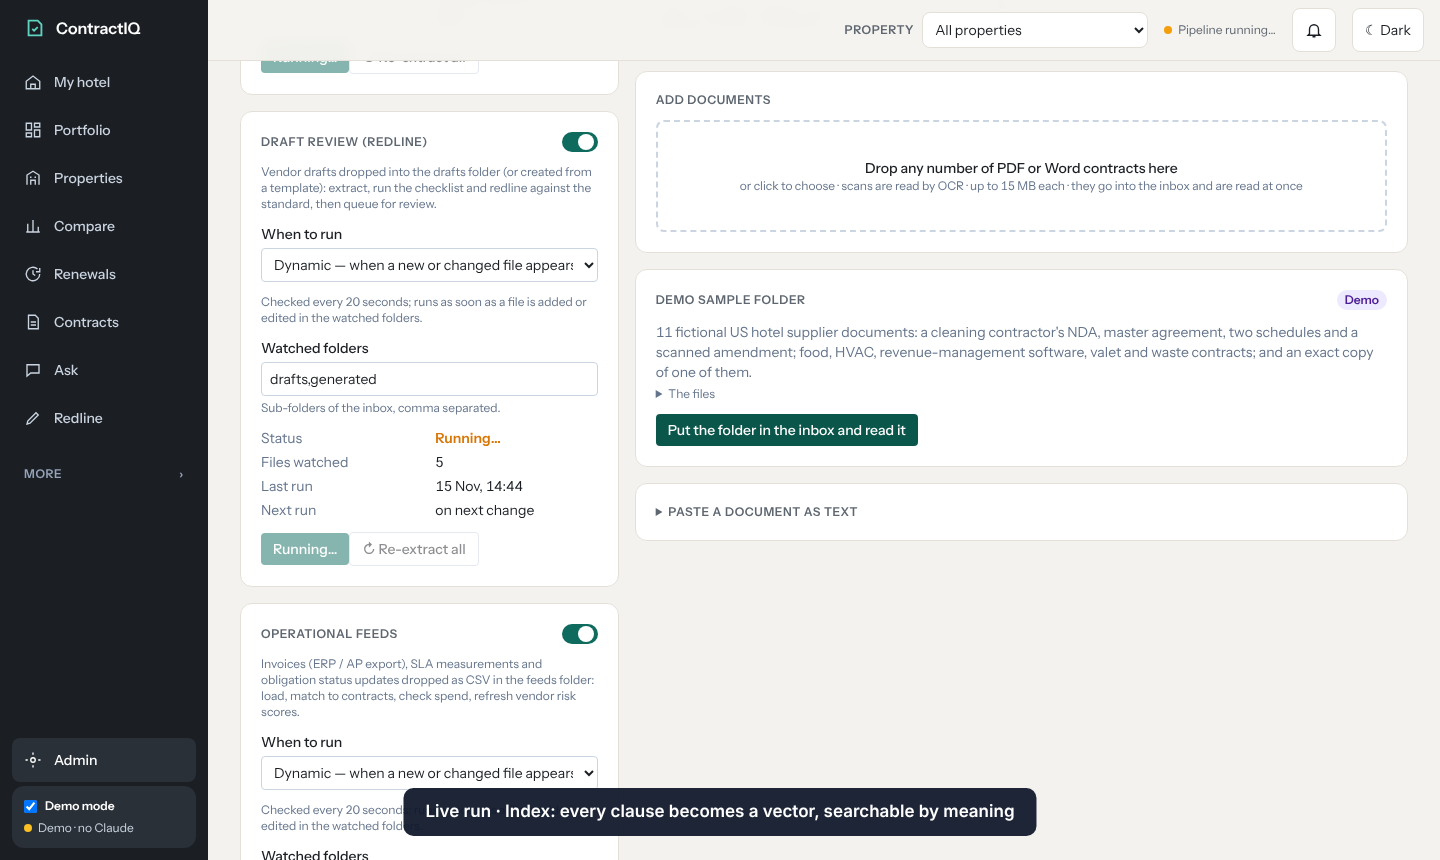 ContractIQ
My hotel
Portfolio
Properties
Compare
Renewals
Contracts
Ask
Redline
MORE
Admin
Demo mode
Demo · no Claude
PROPERTY
All properties
Pipeline running...
Dark
DRAFT REVIEW (REDLINE)
Vendor drafts dropped into the drafts folder (or created from
a template): extract, run the checklist and redline against the
standard, then queue for review.
When to run
Dynamic — when a new or changed file appears
Checked every 20 seconds; runs as soon as a file is added or
edited in the watched folders.
Watched folders
drafts,generated
Sub-folders of the inbox, comma separated.
Status Running...
Files watched 5
Last run 15 Nov, 14:44
Next run on next change
Running... Re-extract all
OPERATIONAL FEEDS
Invoices (ERP / AP export), SLA measurements and
obligation status updates dropped as CSV in the feeds folder:
load, match to contracts, check spend, refresh vendor risk
scores.
When to run
Dynamic — when a new or changed file appears
Checked every 20 seconds
edited in the watched
Watched folders
ADD DOCUMENTS
Drop any number of PDF or Word contracts here
or click to choose · scans are read by OCR · up to 15 MB each · they go into the inbox and are read at once
DEMO SAMPLE FOLDER
Demo
11 fictional US hotel supplier documents: a cleaning contractor's NDA, master agreement, two schedules and a
scanned amendment; food, HVAC, revenue-management software, valet and waste contracts; and an exact copy
of one of them.
The files
Put the folder in the inbox and read it
PASTE A DOCUMENT AS TEXT
Live run · Index: every clause becomes a vector, searchable by meaning